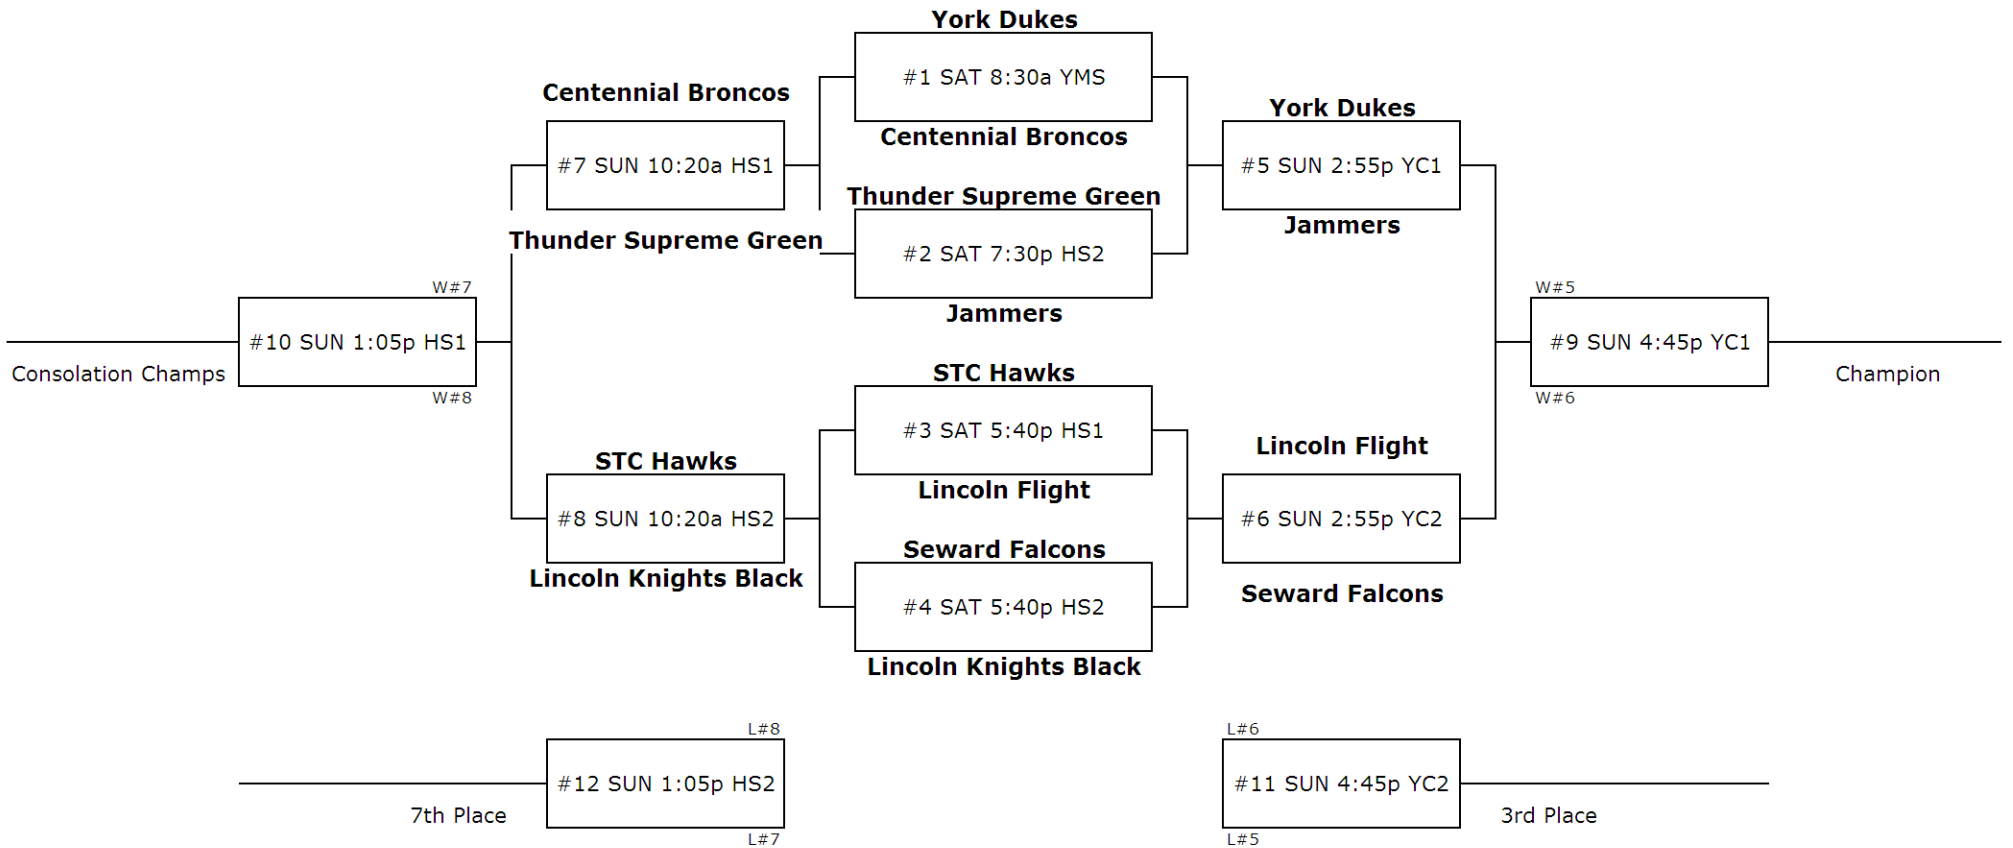 York Dukes
#1 SAT 8:30a YMS
Centennial Broncos
Centennial Broncos
#7 SUN 10:20a HS1
Thunder Supreme Green
York Dukes
#5 SUN 2:55p YC1
Jammers
Thunder Supreme Green
#2 SAT 7:30p HS2
Jammers
W#7
#10 SUN 1:05p HS1
W#8
Consolation Champs
W#5
#9 SUN 4:45p YC1
W#6
Champion
STC Hawks
#3 SAT 5:40p HS1
Lincoln Flight
STC Hawks
#8 SUN 10:20a HS2
Lincoln Knights Black
Lincoln Flight
#6 SUN 2:55p YC2
Seward Falcons
Seward Falcons
#4 SAT 5:40p HS2
Lincoln Knights Black
L#8
#12 SUN 1:05p HS2
L#7
7th Place
L#6
#11 SUN 4:45p YC2
L#5
3rd Place